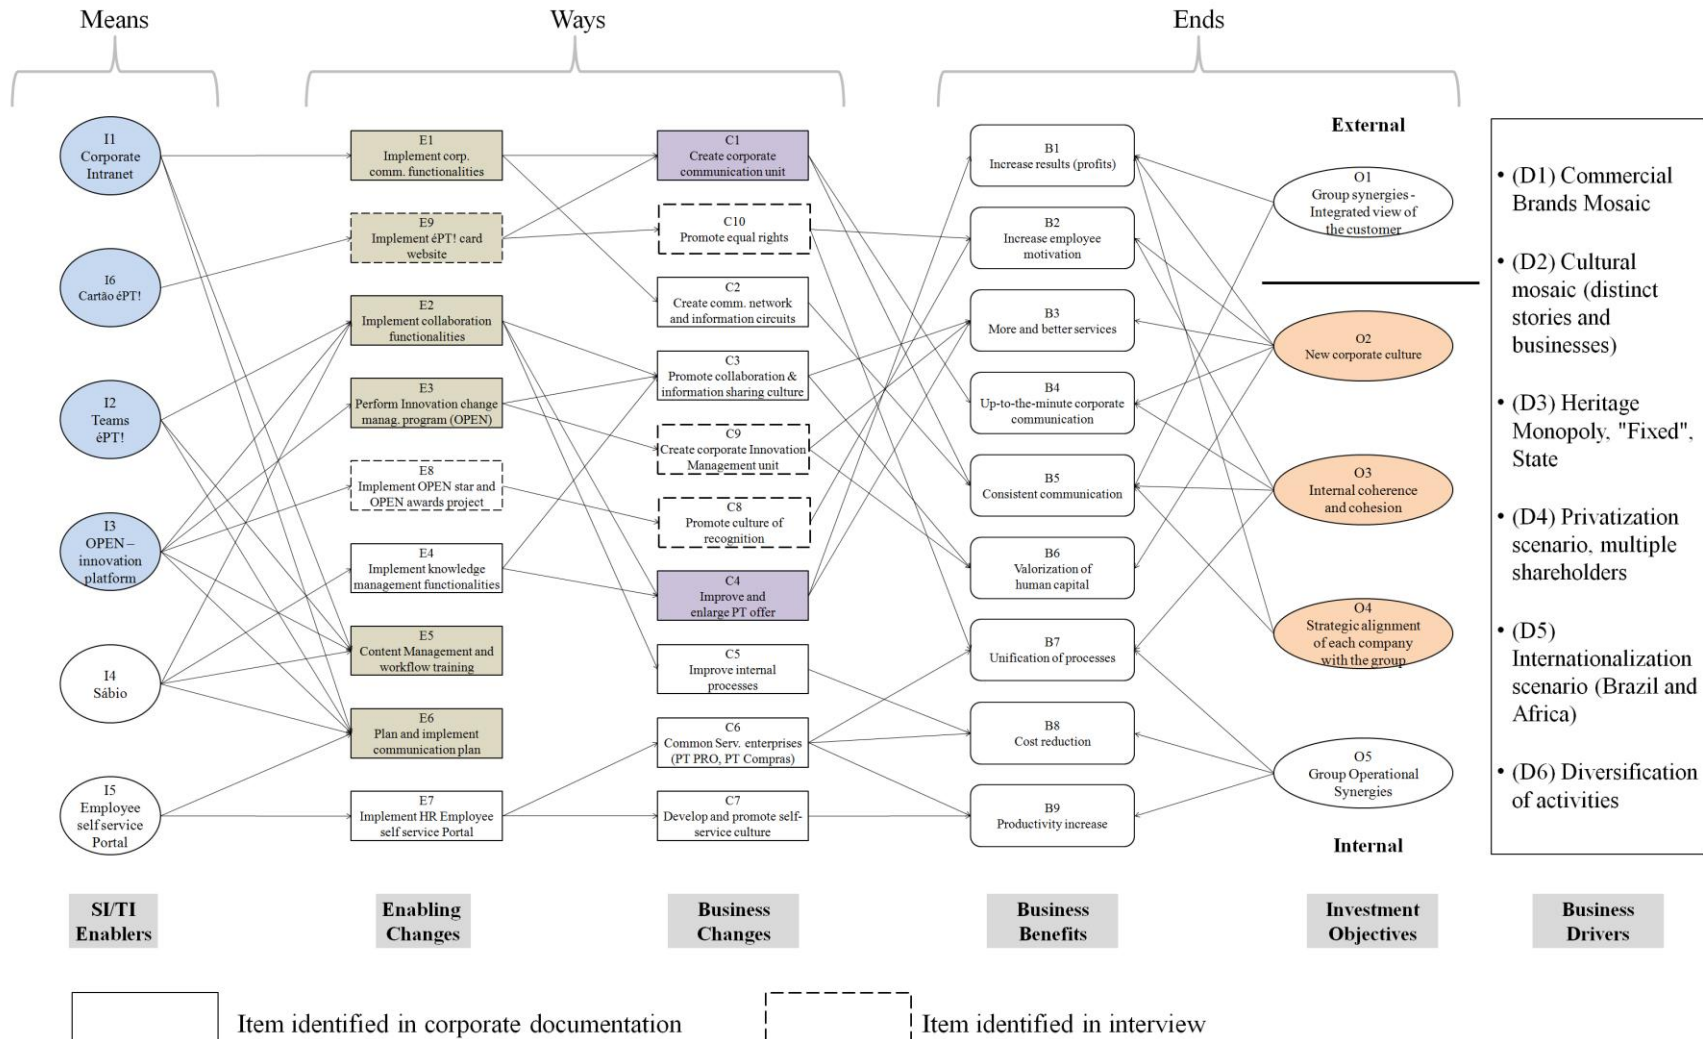 Means
Ways
Ends
I1
Corporate
Intranet
I6
Cartão éPT!
I2
Teams
éPT!
I3
OPEN –
innovation
platform
I4
Sábio
I5
Employee
self service
Portal
E1
Implement corp.
comm. functionalities
E9
Implement éPT! card
website
E2
Implement collaboration
functionalities
E3
Perform Innovation change
manag. program (OPEN)
E8
Implement OPEN star and
OPEN awards project
E4
Implement knowledge
management functionalities
E5
Content Management and
workflow training
E6
Plan and implement
communication plan
E7
Implement HR Employee
self service Portal
C1
Create corporate
communication unit
C10
Promote equal rights
C2
Create comm. network
and information circuits
C3
Promote collaboration &
information sharing culture
C9
Create corporate Innovation
Management unit
C8
Promote culture of
recognition
C4
Improve and
enlarge PT offer
C5
Improve internal
processes
C6
Common Serv. enterprises
(PT PRO, PT Compras)
C7
Develop and promote self-
service culture
B1
Increase results (profits)
B2
Increase employee
motivation
B3
More and better services
B4
Up-to-the-minute corporate
communication
B5
Consistent communication
B6
Valorization of
human capital
B7
Unification of processes
B8
Cost reduction
B9
Productivity increase
External
O1
Group synergies -
Integrated view of
the customer
O2
New corporate culture
O3
Internal coherence
and cohesion
O4
Strategic alignment
of each company
with the group
O5
Group Operational
Synergies
Internal
• (D1) Commercial
Brands Mosaic
• (D2) Cultural
mosaic (distinct
stories and
businesses)
• (D3) Heritage
Monopoly, "Fixed",
State
• (D4) Privatization
scenario, multiple
shareholders
• (D5)
Internationalization
scenario (Brazil and
Africa)
• (D6) Diversification
of activities
SI/TI
Enablers
Enabling
Changes
Business
Changes
Business
Benefits
Investment
Objectives
Business
Drivers
Item identified in corporate documentation
Item identified in interview